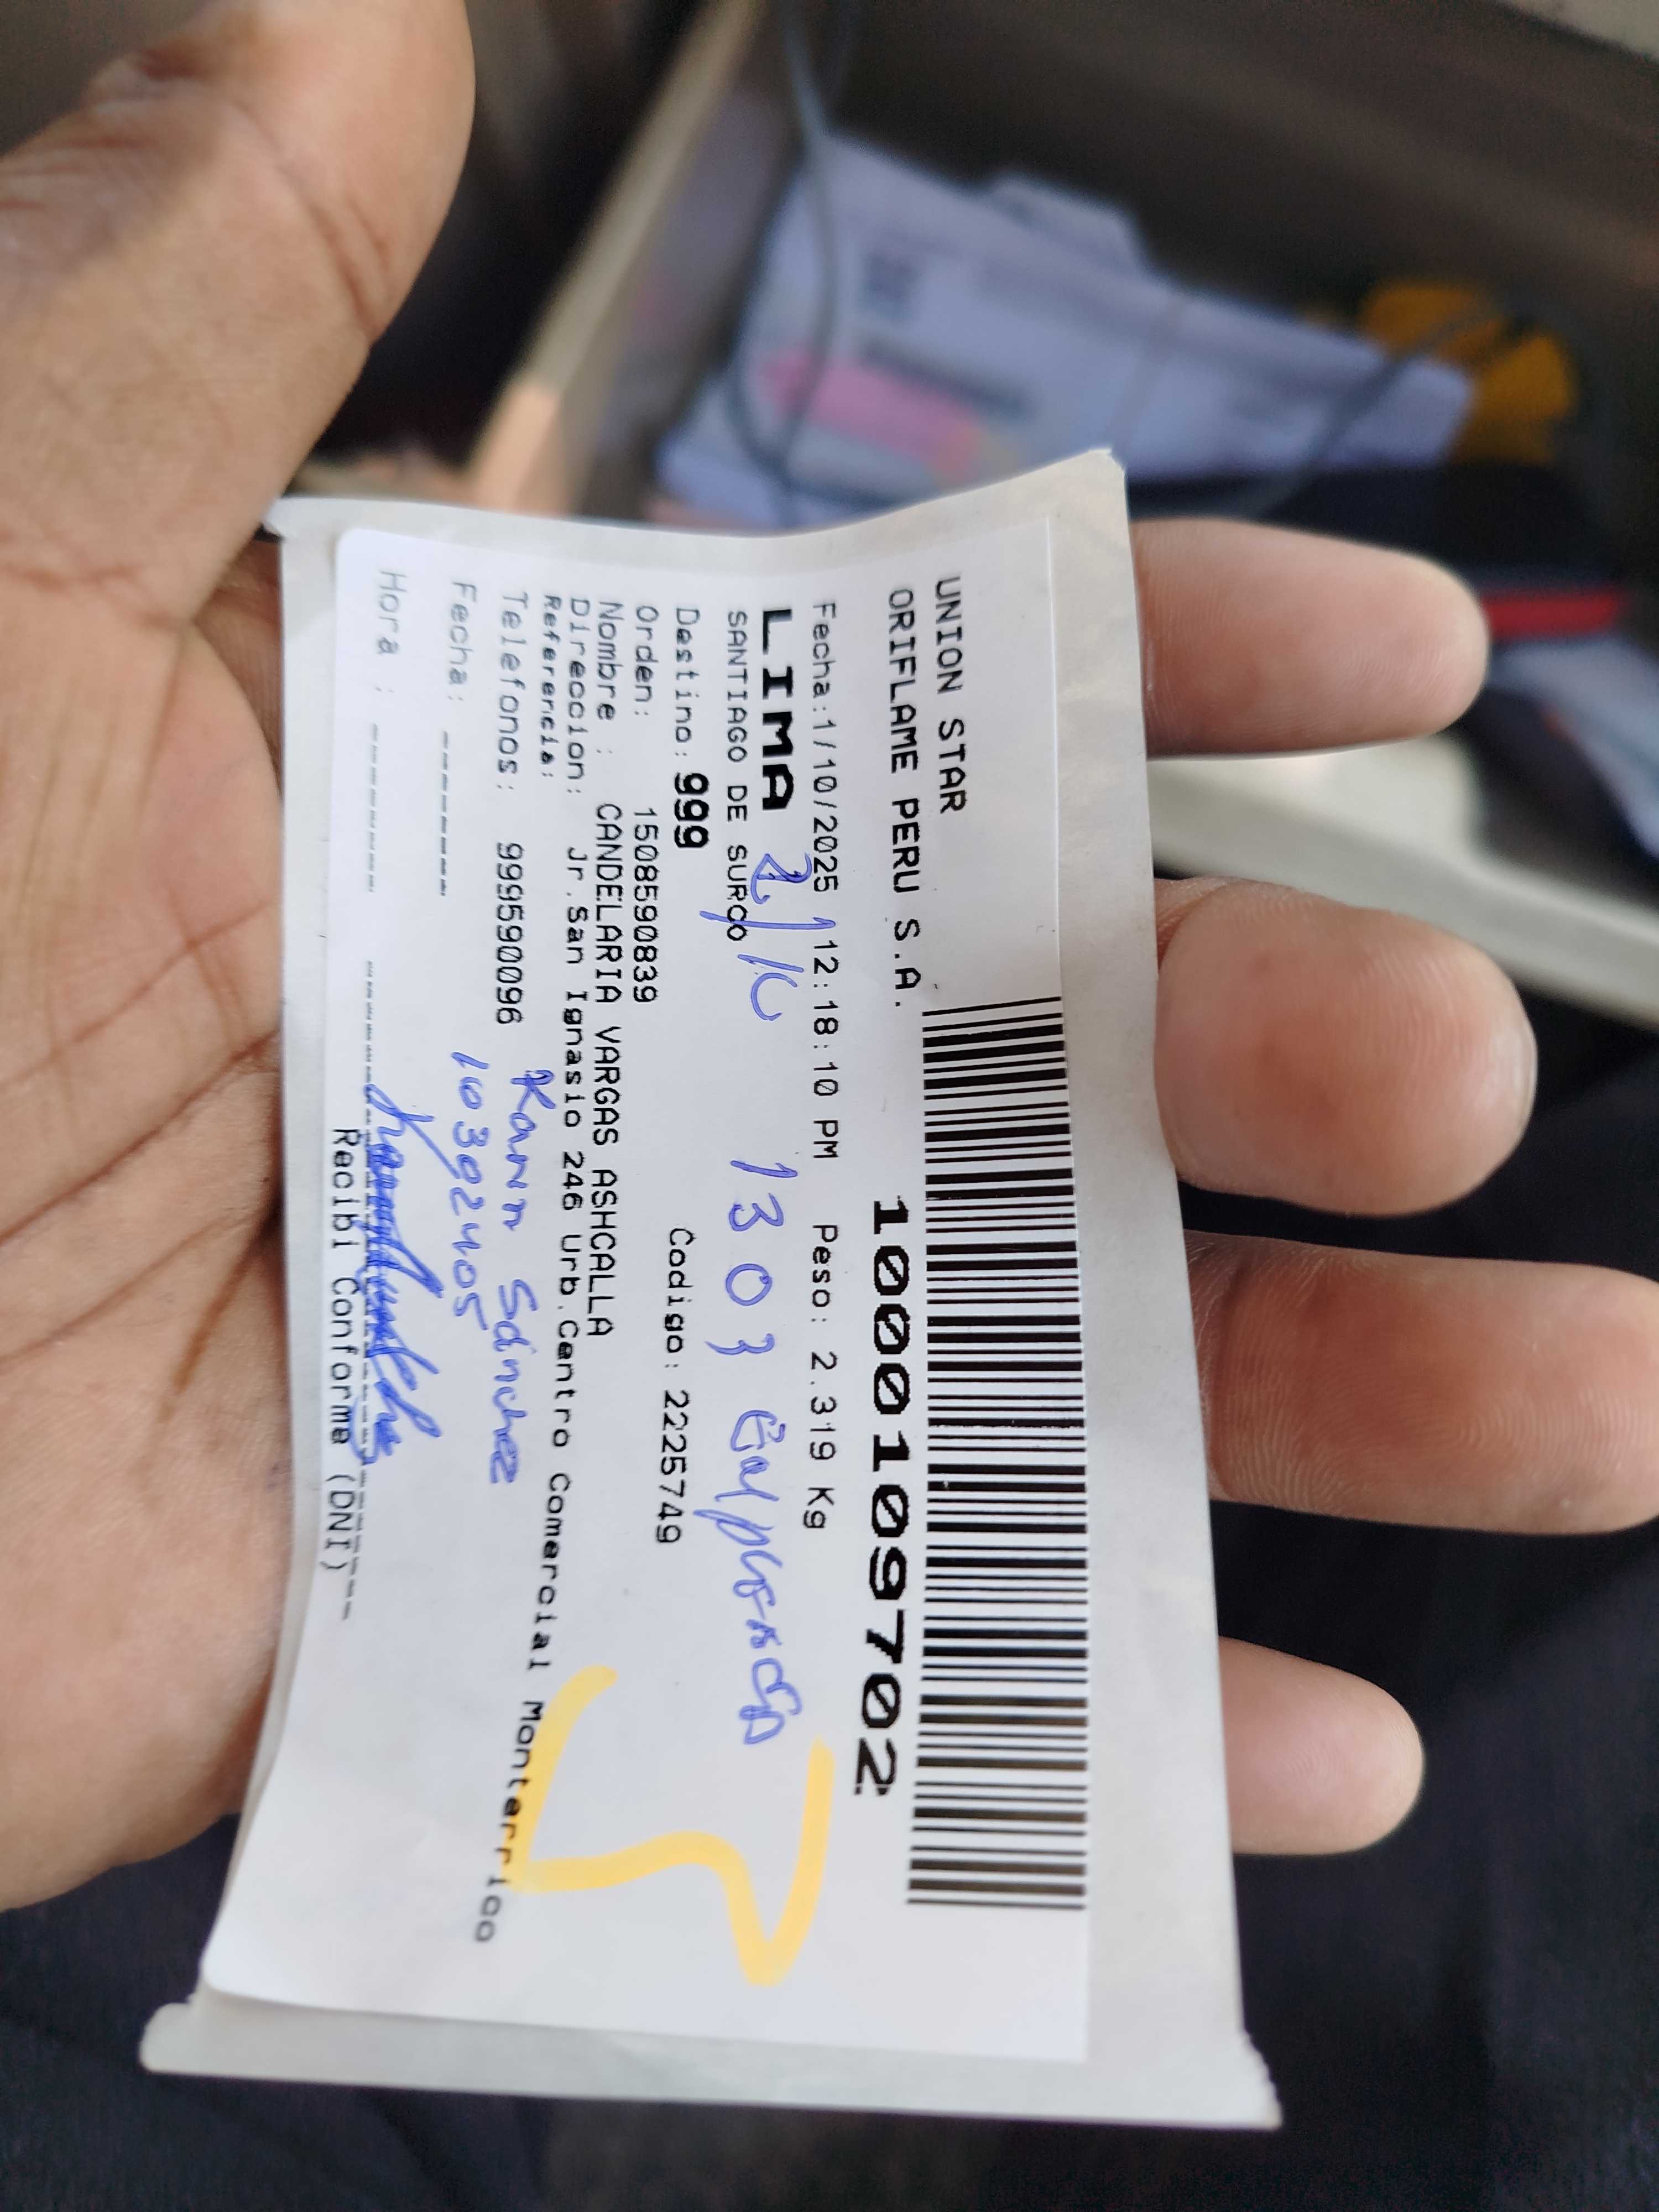 UNION STAR
ORIFLAME PERU S.A.
10000109702
Fecha:1/10/2025 12:18:10 PM Peso: 2.319 Kg
LIMA
SANTIAGO DE SURCO
1303
Destino: 999 Codigo: 2225749
Orden: 1508590839
Nombre : CANDELARIA VARGAS ASHCALLA
Direccion: Jr.San Ignasio 246 Urb.Centro Comercial Monterrico
Referencia:
Telefonos: 999590096
Sánchez
Fecha: -------
10392405
Hora :
Recibi Conforme (DNI)